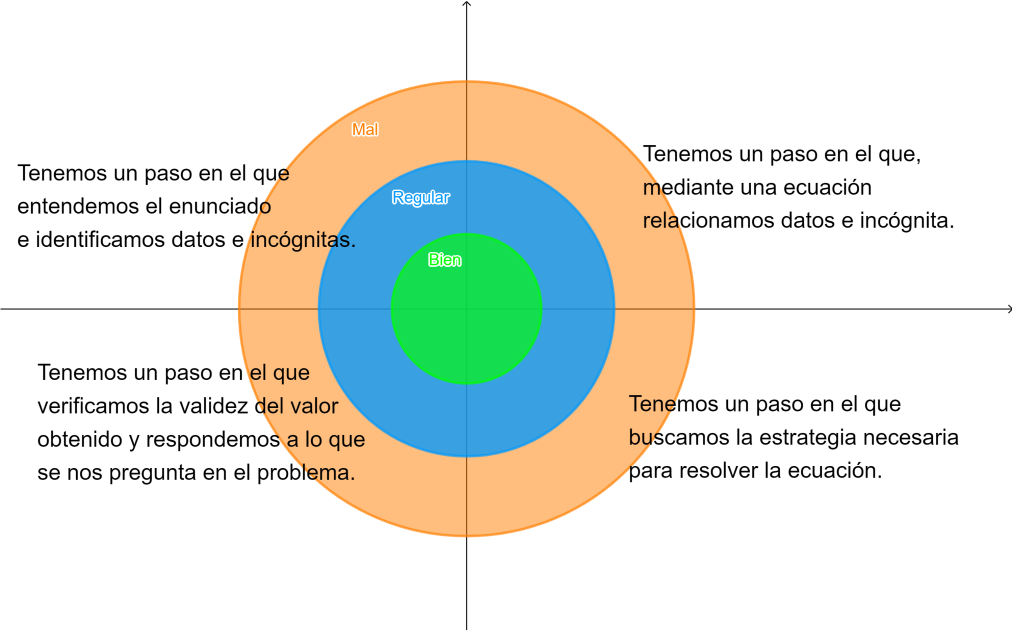 Mal
Regular
Bien
Tenemos un paso en el que
entendemos el enunciado
e identificamos datos e incógnitas.
Tenemos un paso en el que,
mediante una ecuación
relacionamos datos e incógnita.
Tenemos un paso en el que
verificamos la validez del valor
obtenido y respondemos a lo que
se nos pregunta en el problema.
Tenemos un paso en el que
buscamos la estrategia necesaria
para resolver la ecuación.